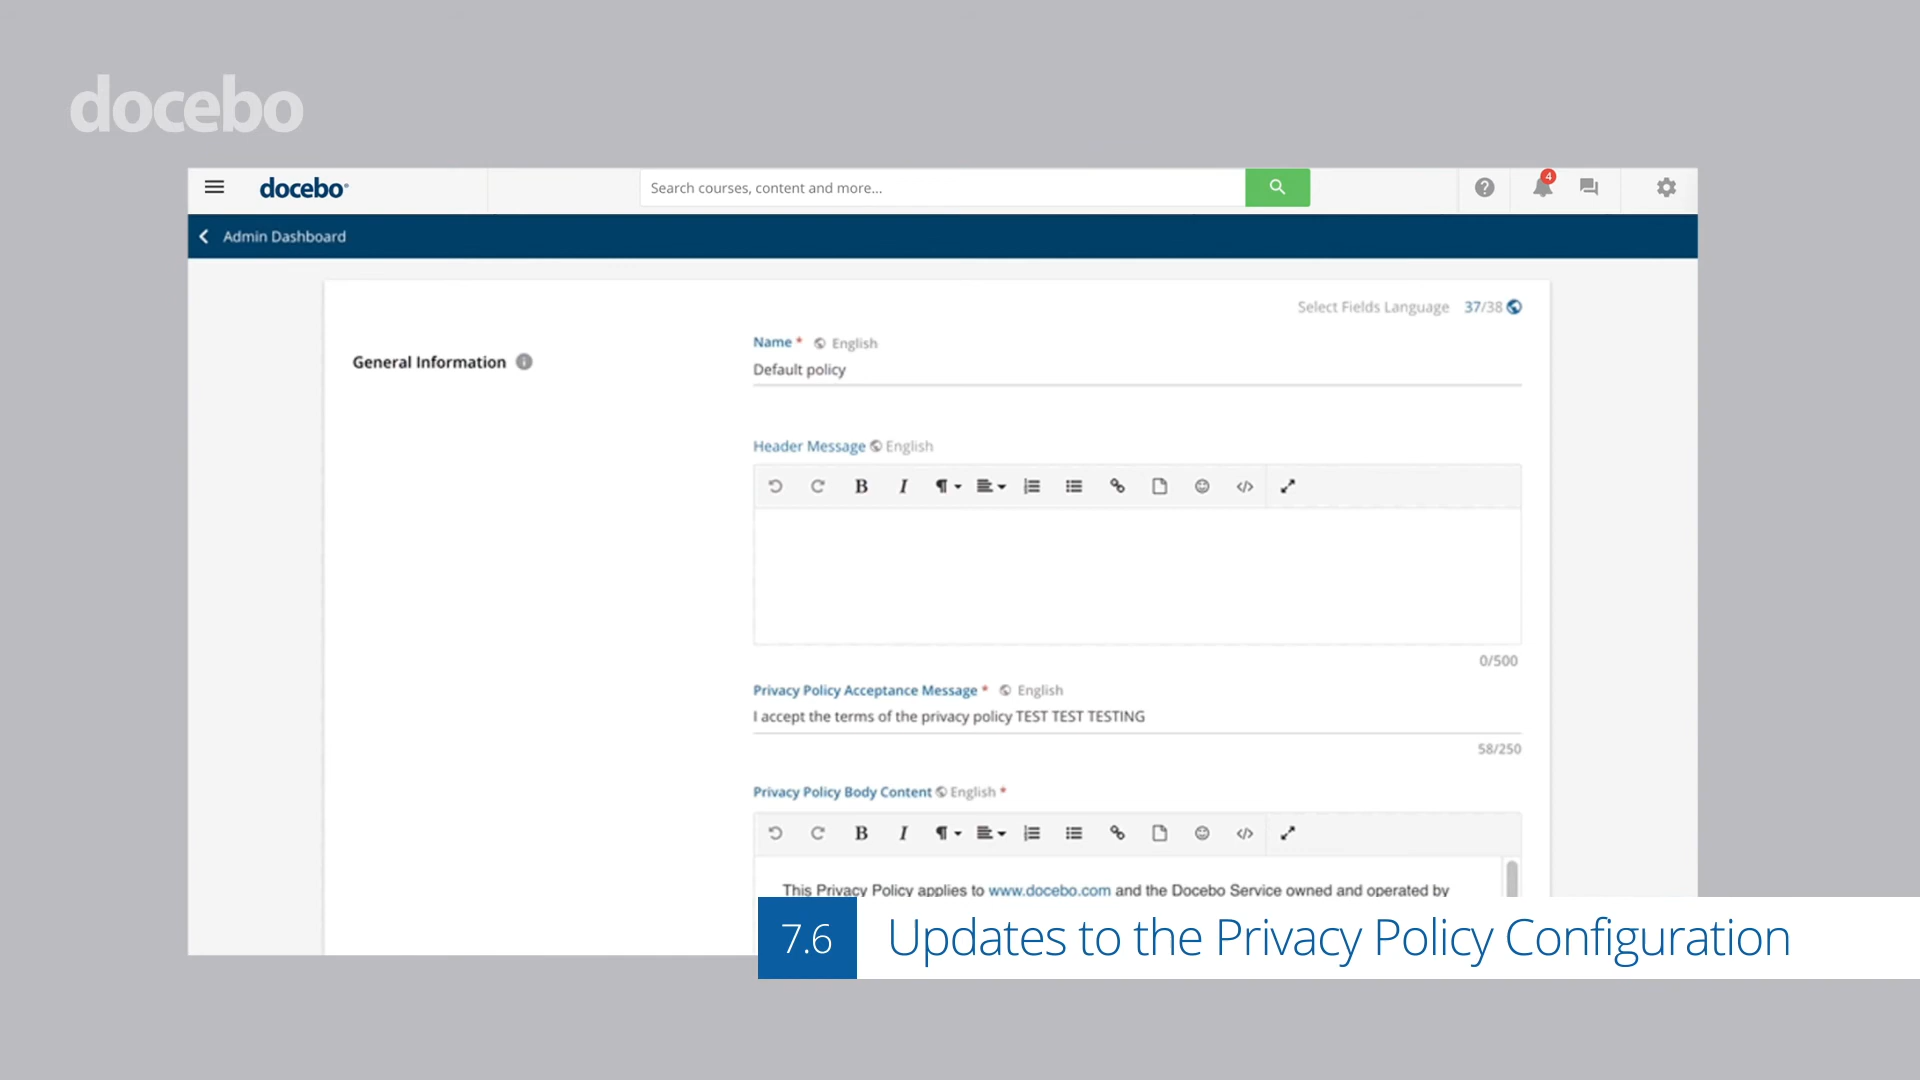 docebo
docebo
Search courses, content and more...
4
Admin Dashboard
Select Fields Language 37/38
Name * English
General Information
Default policy
Header Message English
B I
0/500
Privacy Policy Acceptance Message * English
I accept the terms of the privacy policy TEST TEST TESTING
58/250
Privacy Policy Body Content English *
B I
This Privacy Policy applies to www.docebo.com and the Docebo Service owned and operated by
7.6 Updates to the Privacy Policy Configuration